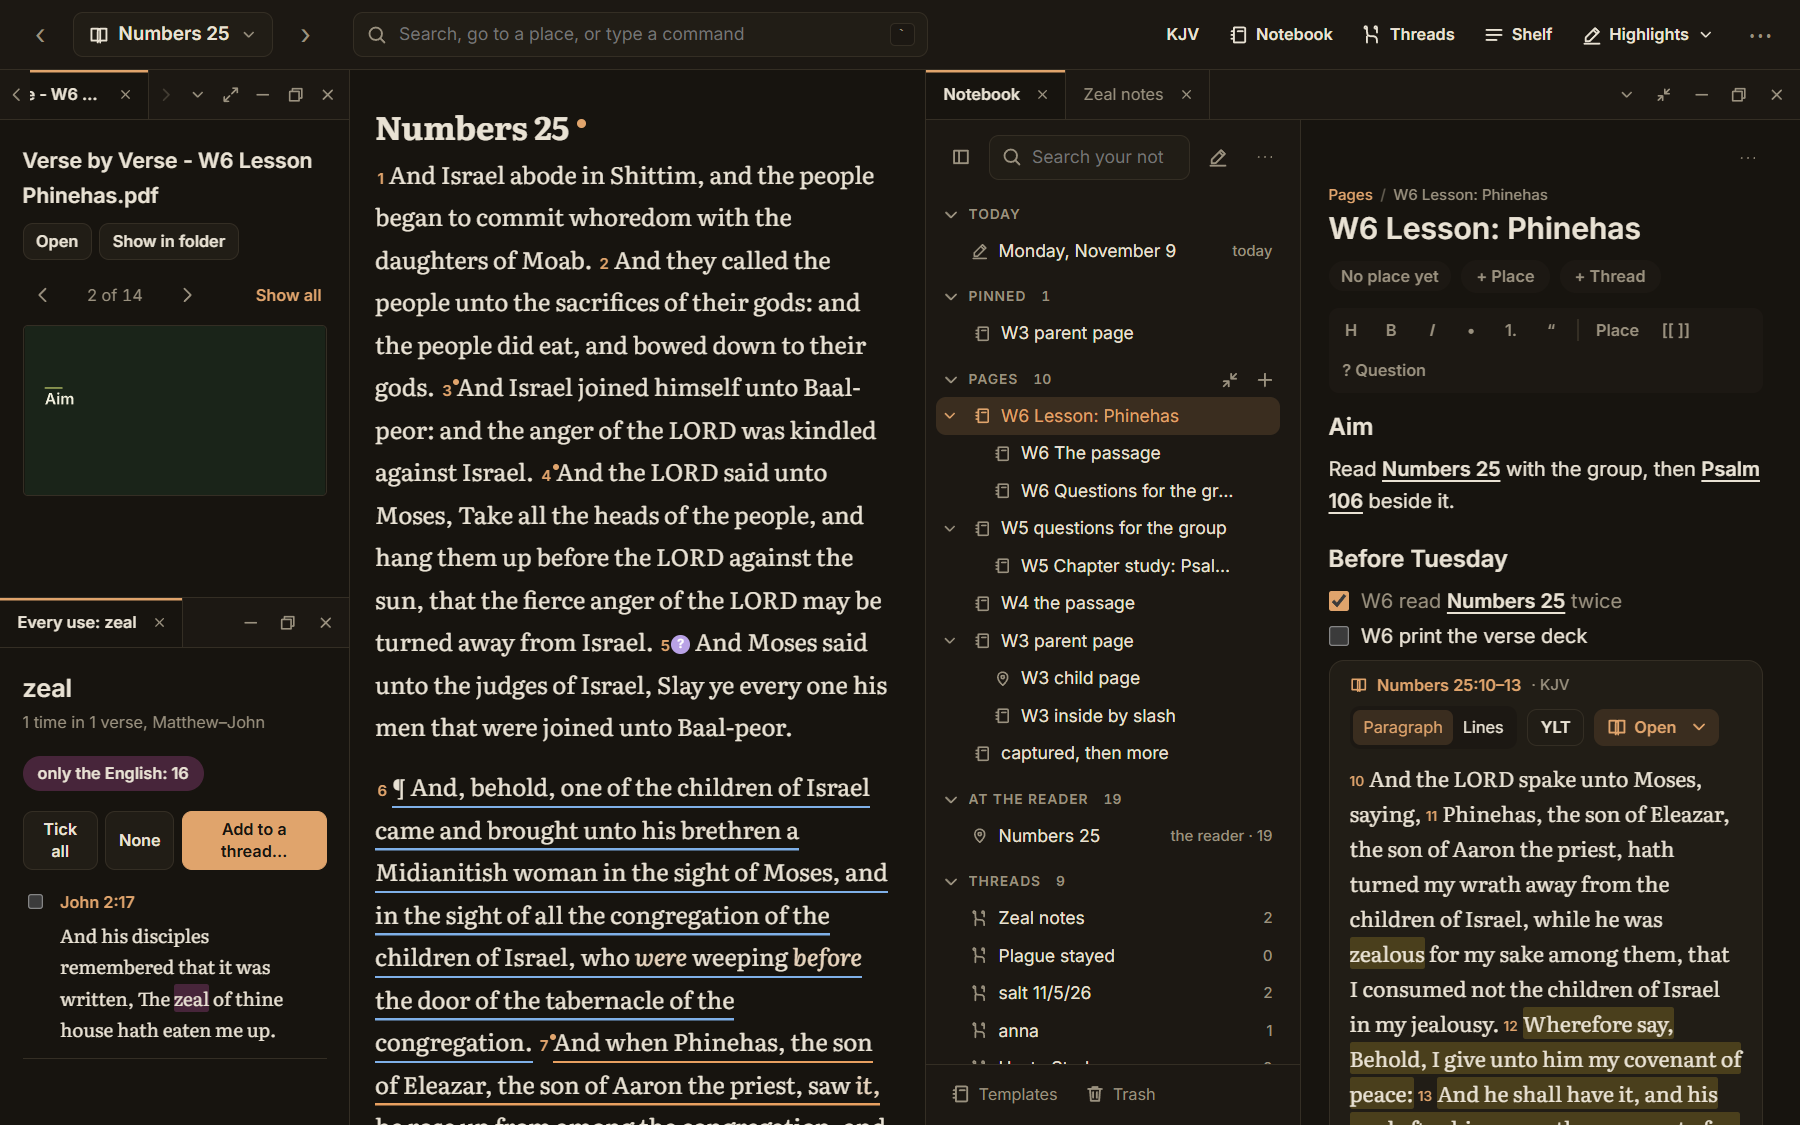 Numbers 25
Search, go to a place, or type a command
`
KJV
Notebook
Threads
Shelf
Highlights
e - W6 ...
Verse by Verse - W6 Lesson
Phinehas.pdf
Open
Show in folder
2 of 14
Show all
Aim
Every use: zeal
zeal
1 time in 1 verse, Matthew–John
only the English: 16
Tick all
None
Add to a thread...
John 2:17
And his disciples
remembered that it was
written, The zeal of thine
house hath eaten me up.
Numbers 25
1 And Israel abode in Shittim, and the people
began to commit whoredom with the
daughters of Moab. 2 And they called the
people unto the sacrifices of their gods: and
the people did eat, and bowed down to their
gods. 3 And Israel joined himself unto Baal-
peor: and the anger of the LORD was kindled
against Israel. 4 And the LORD said unto
Moses, Take all the heads of the people, and
hang them up before the LORD against the
sun, that the fierce anger of the LORD may be
turned away from Israel. 5 ? And Moses said
unto the judges of Israel, Slay ye every one his
men that were joined unto Baal-peor.
6 ¶ And, behold, one of the children of Israel
came and brought unto his brethren a
Midianitish woman in the sight of Moses, and
in the sight of all the congregation of the
children of Israel, who were weeping before
the door of the tabernacle of the
congregation. 7 And when Phinehas, the son
of Eleazar, the son of Aaron the priest, saw it,
he rose up from among the congregation, and
Notebook
Zeal notes
Search your not
TODAY
Monday, November 9
today
PINNED 1
W3 parent page
PAGES 10
W6 Lesson: Phinehas
W6 The passage
W6 Questions for the gr...
W5 questions for the group
W5 Chapter study: Psal...
W4 the passage
W3 parent page
W3 child page
W3 inside by slash
captured, then more
AT THE READER 19
Numbers 25
the reader · 19
THREADS 9
Zeal notes 2
Plague stayed 0
salt 11/5/26 2
anna 1
Templates
Trash
Pages / W6 Lesson: Phinehas
W6 Lesson: Phinehas
No place yet
+ Place
+ Thread
H B I • 1. “ Place [[ ]]
? Question
Aim
Read Numbers 25 with the group, then Psalm
106 beside it.
Before Tuesday
W6 read Numbers 25 twice
W6 print the verse deck
Numbers 25:10–13 · KJV
Paragraph
Lines
YLT
Open
10 And the LORD spake unto Moses,
saying, 11 Phinehas, the son of Eleazar,
the son of Aaron the priest, hath
turned my wrath away from the
children of Israel, while he was
zealous for my sake among them, that
I consumed not the children of Israel
in my jealousy. 12 Wherefore say,
Behold, I give unto him my covenant of
peace: 13 And he shall have it, and his